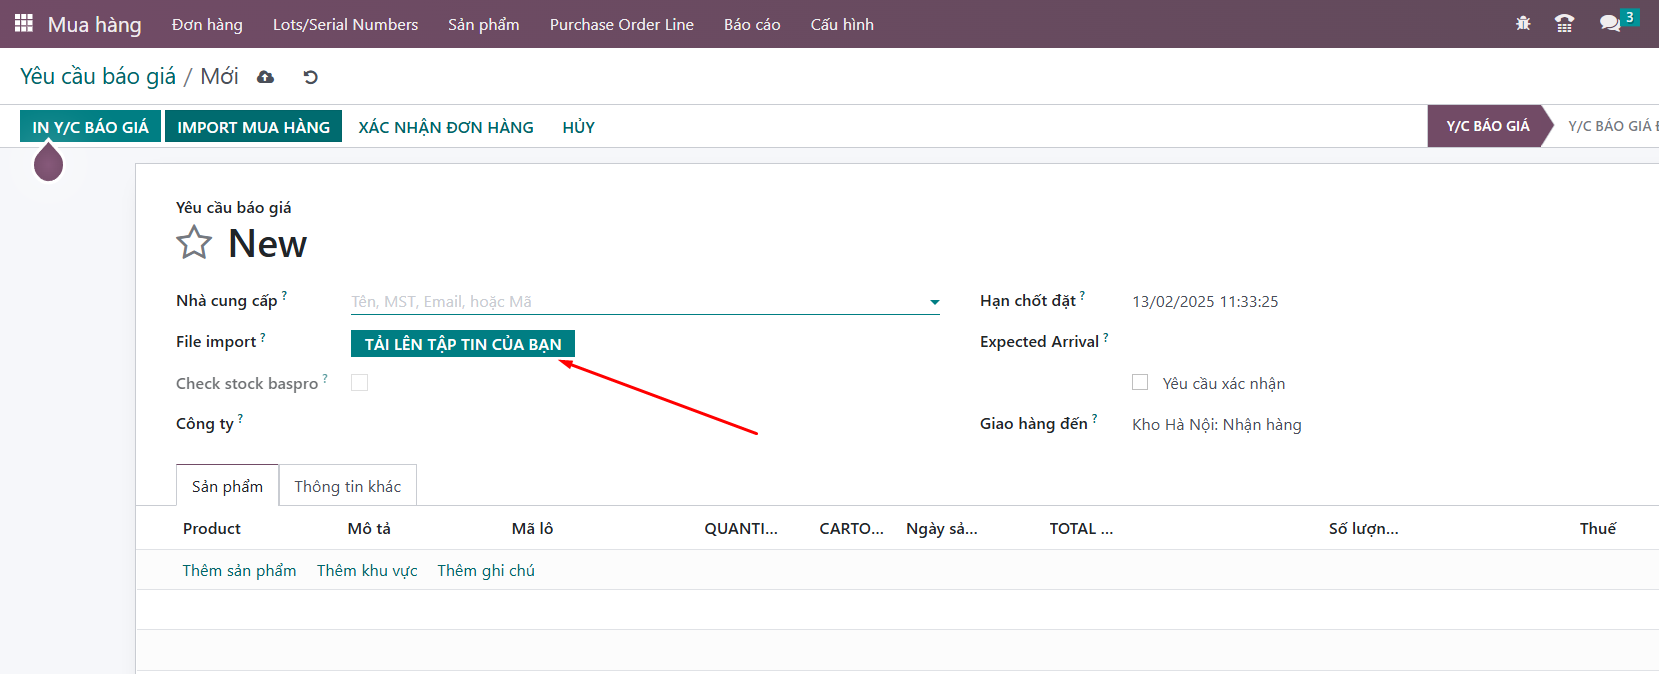 Mua hàng Đơn hàng Lots/Serial Numbers Sản phẩm Purchase Order Line Báo cáo Cấu hình 3
Yêu cầu báo giá / Mới
IN Y/C BÁO GIÁ IMPORT MUA HÀNG XÁC NHẬN ĐƠN HÀNG HỦY Y/C BÁO GIÁ Y/C BÁO GIÁ
Yêu cầu báo giá
New
Nhà cung cấp ? Tên, MST, Email, hoặc Mã Hạn chốt đặt ? 13/02/2025 11:33:25
File import ? TẢI LÊN TẬP TIN CỦA BẠN Expected Arrival ?
Check stock baspro ? Yêu cầu xác nhận
Công ty ? Giao hàng đến ? Kho Hà Nội: Nhận hàng
Sản phẩm Thông tin khác
Product Mô tả Mã lô QUANTI... CARTO... Ngày sả... TOTAL ... Số lượn... Thuế
Thêm sản phẩm Thêm khu vực Thêm ghi chú